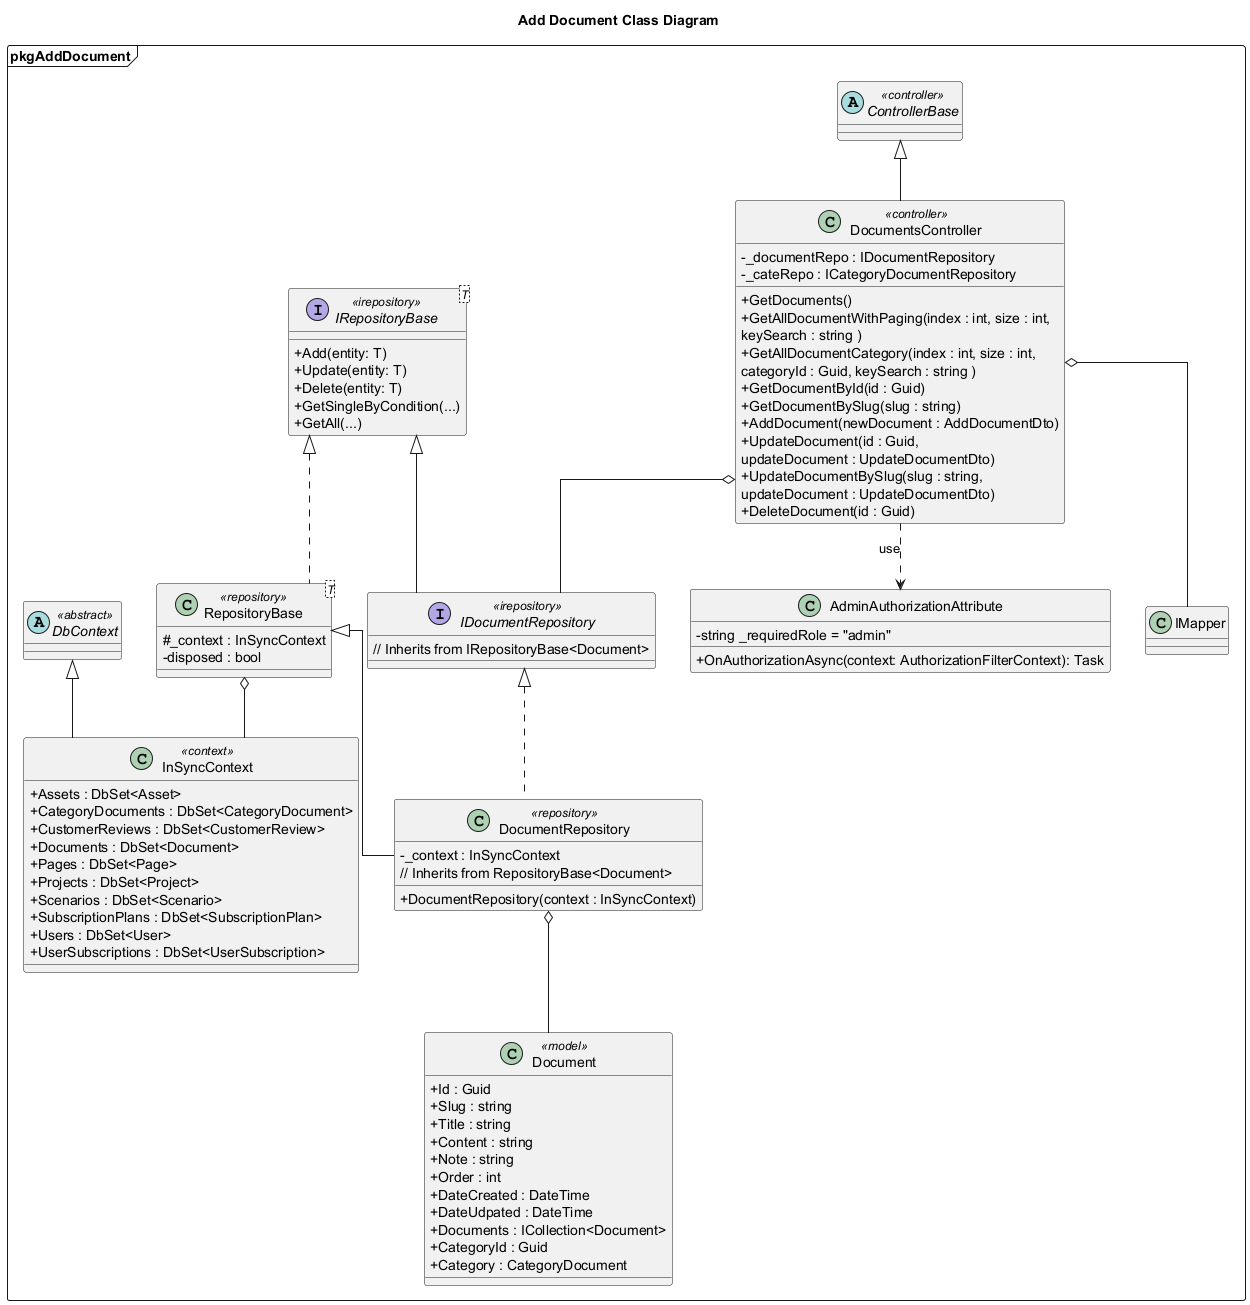 Add Document Class Diagram
pkgAddDocument
A
«controller»
ControllerBase
C
«controller»
DocumentsController
-_documentRepo : IDocumentRepository
-_cateRepo : ICategoryDocumentRepository
+GetDocuments()
+GetAllDocumentWithPaging(index : int, size : int,
keySearch : string )
+GetAllDocumentCategory(index : int, size : int,
categoryId : Guid, keySearch : string )
+GetDocumentById(id : Guid)
+GetDocumentBySlug(slug : string)
+AddDocument(newDocument : AddDocumentDto)
+UpdateDocument(id : Guid,
updateDocument : UpdateDocumentDto)
+UpdateDocumentBySlug(slug : string,
updateDocument : UpdateDocumentDto)
+DeleteDocument(id : Guid)
T
I
«irepository»
IRepositoryBase
+Add(entity: T)
+Update(entity: T)
+Delete(entity: T)
+GetSingleByCondition(...)
+GetAll(...)
use
A
«abstract»
DbContext
T
C
«repository»
RepositoryBase
#_context : InSyncContext
-disposed : bool
I
«irepository»
IDocumentRepository
// Inherits from IRepositoryBase<Document>
C
AdminAuthorizationAttribute
-string _requiredRole = "admin"
+OnAuthorizationAsync(context: AuthorizationFilterContext): Task
C
IMapper
C
«context»
InSyncContext
+Assets : DbSet<Asset>
+CategoryDocuments : DbSet<CategoryDocument>
+CustomerReviews : DbSet<CustomerReview>
+Documents : DbSet<Document>
+Pages : DbSet<Page>
+Projects : DbSet<Project>
+Scenarios : DbSet<Scenario>
+SubscriptionPlans : DbSet<SubscriptionPlan>
+Users : DbSet<User>
+UserSubscriptions : DbSet<UserSubscription>
C
«repository»
DocumentRepository
-_context : InSyncContext
// Inherits from RepositoryBase<Document>
+DocumentRepository(context : InSyncContext)
C
«model»
Document
+Id : Guid
+Slug : string
+Title : string
+Content : string
+Note : string
+Order : int
+DateCreated : DateTime
+DateUdpated : DateTime
+Documents : ICollection<Document>
+CategoryId : Guid
+Category : CategoryDocument